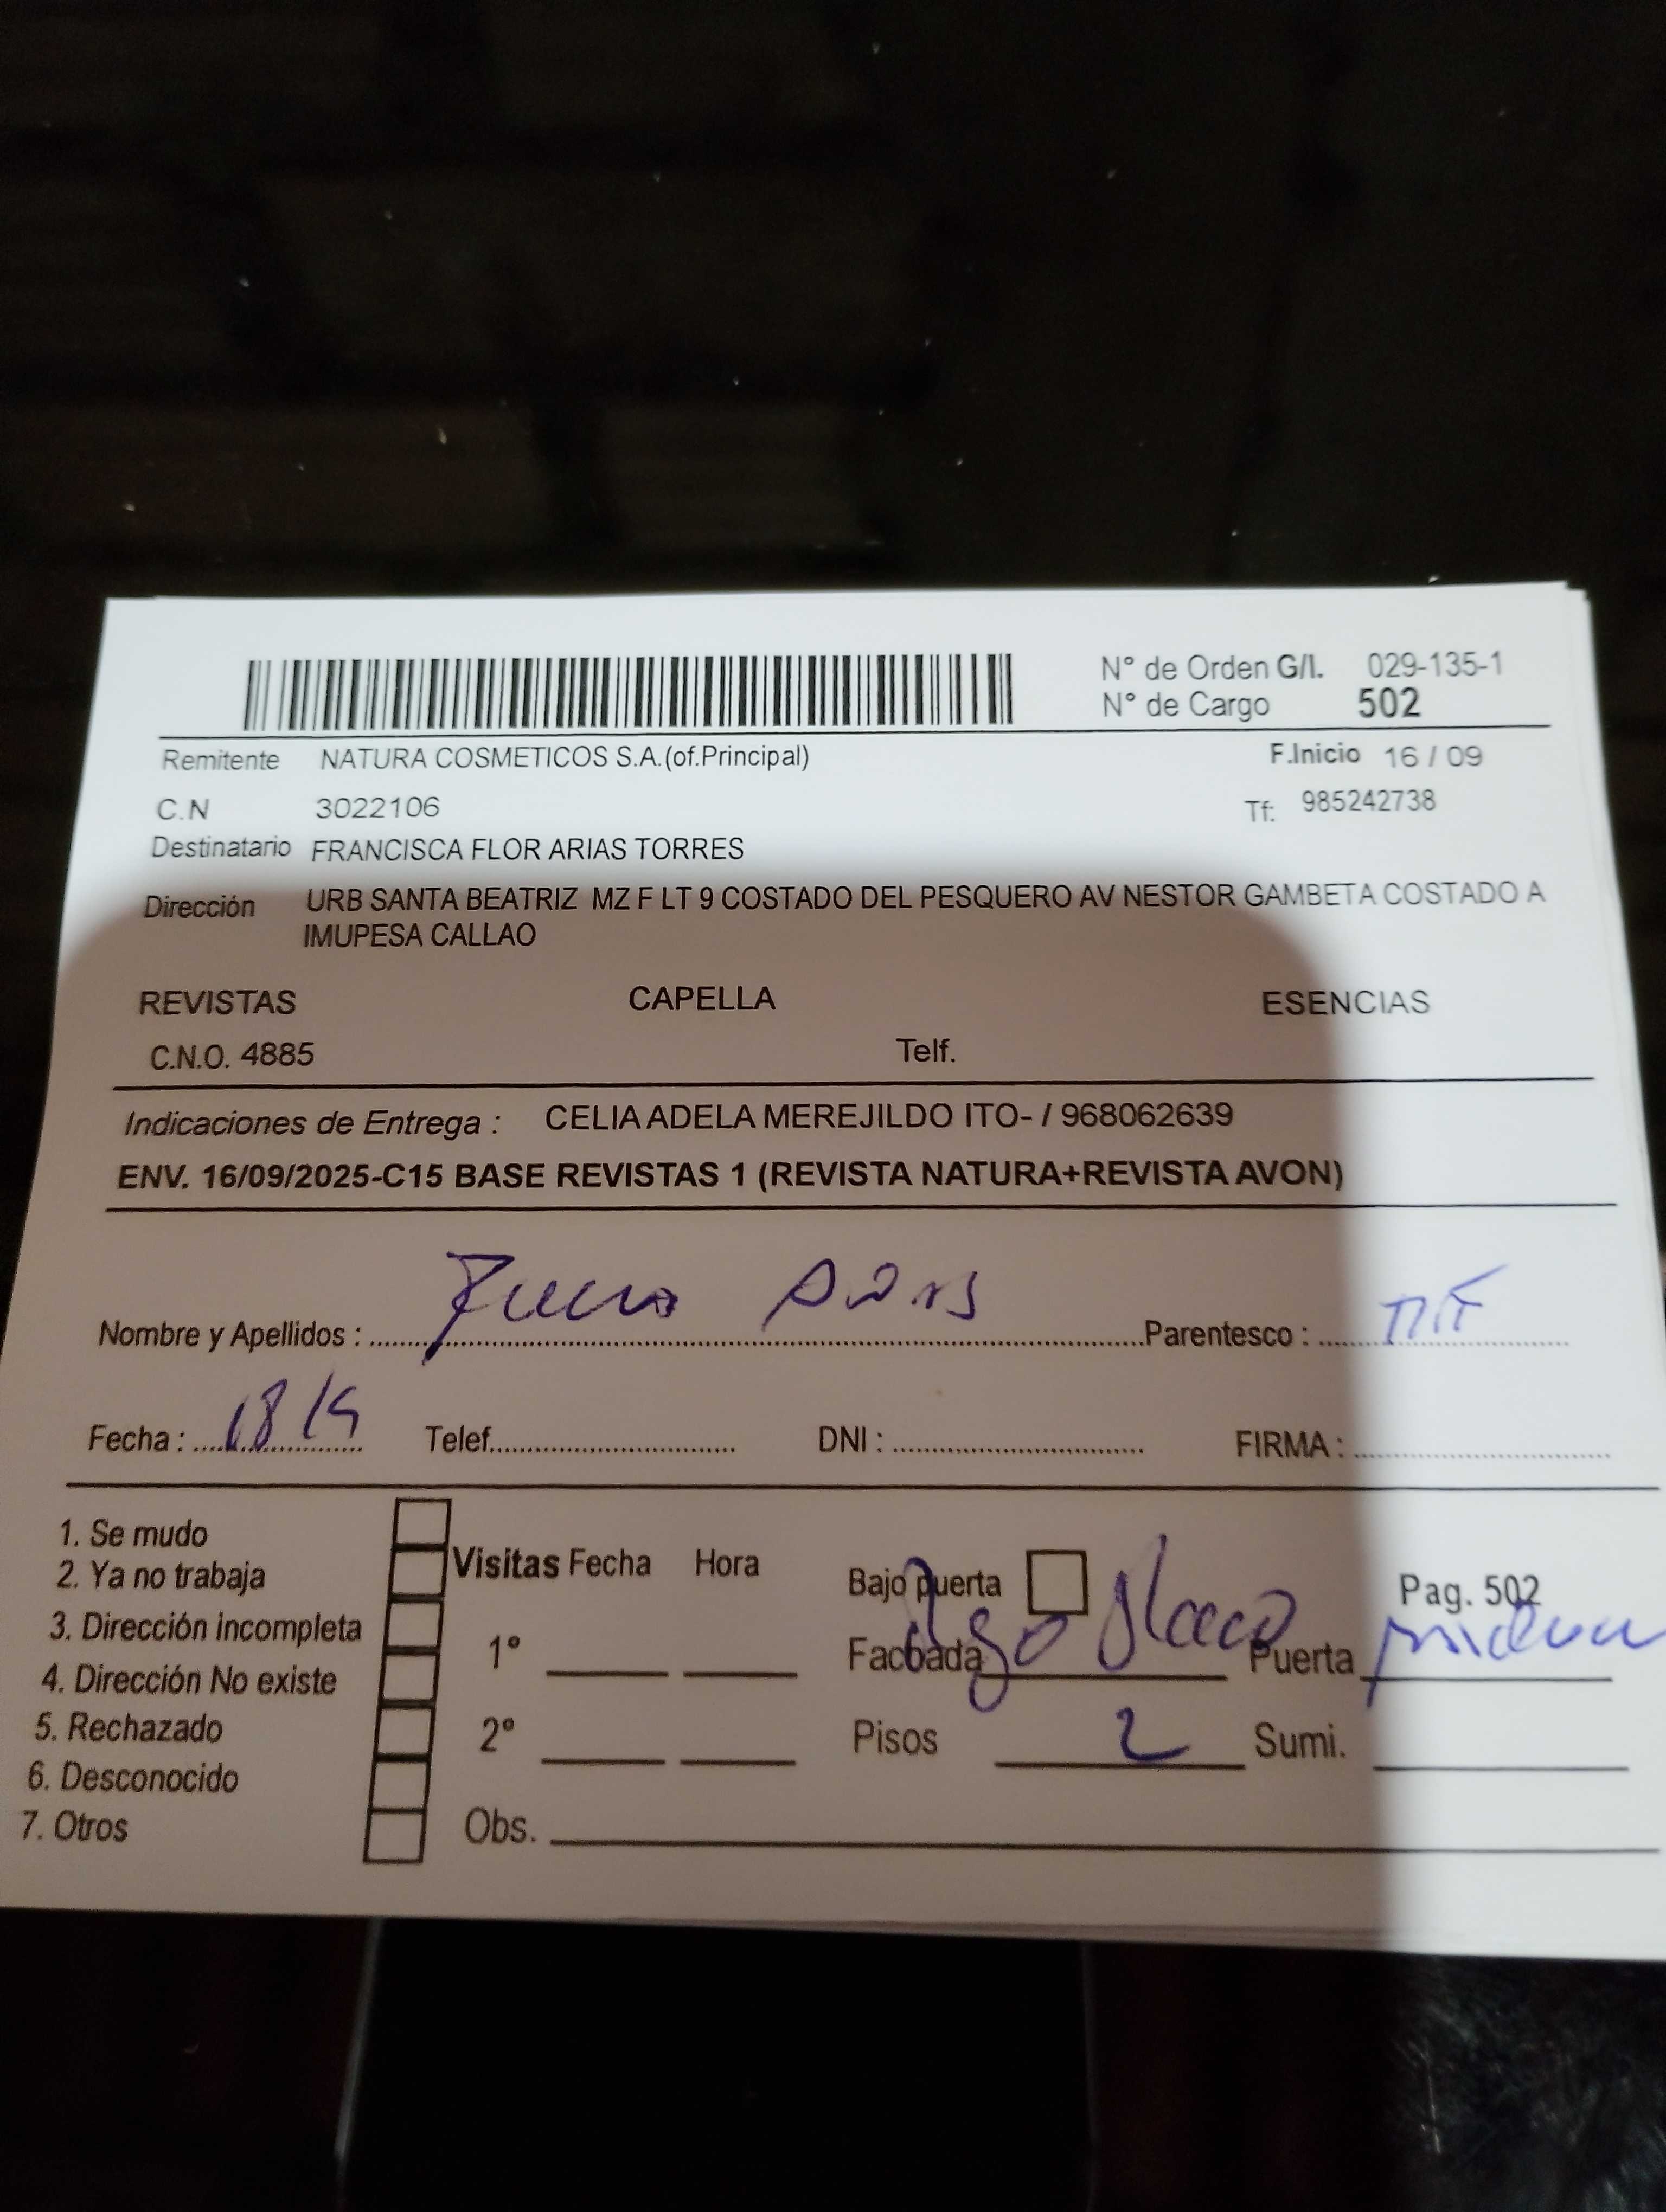 N° de Orden G/I. 029-135-1
N° de Cargo 502
Remitente NATURA COSMETICOS S.A.(of.Principal) F.Inicio 16 / 09
C.N 3022106 Tf: 985242738
Destinatario FRANCISCA FLOR ARIAS TORRES
Dirección URB SANTA BEATRIZ MZ F LT 9 COSTADO DEL PESQUERO AV NESTOR GAMBETA COSTADO A
IMUPESA CALLAO
REVISTAS CAPELLA ESENCIAS
C.N.O. 4885 Telf.
Indicaciones de Entrega : CELIA ADELA MEREJILDO ITO- / 968062639
ENV. 16/09/2025-C15 BASE REVISTAS 1 (REVISTA NATURA+REVISTA AVON)
Nombre y Apellidos : Parentesco : TIT
Fecha : 18/9 Telef. DNI : FIRMA :
1. Se mudo
2. Ya no trabaja
3. Dirección incompleta
4. Dirección No existe
5. Rechazado
6. Desconocido
7. Otros
Visitas Fecha Hora
1°
2°
Obs.
Bajo puerta Pag. 502
Facbada Puerta
Pisos 2 Sumi.